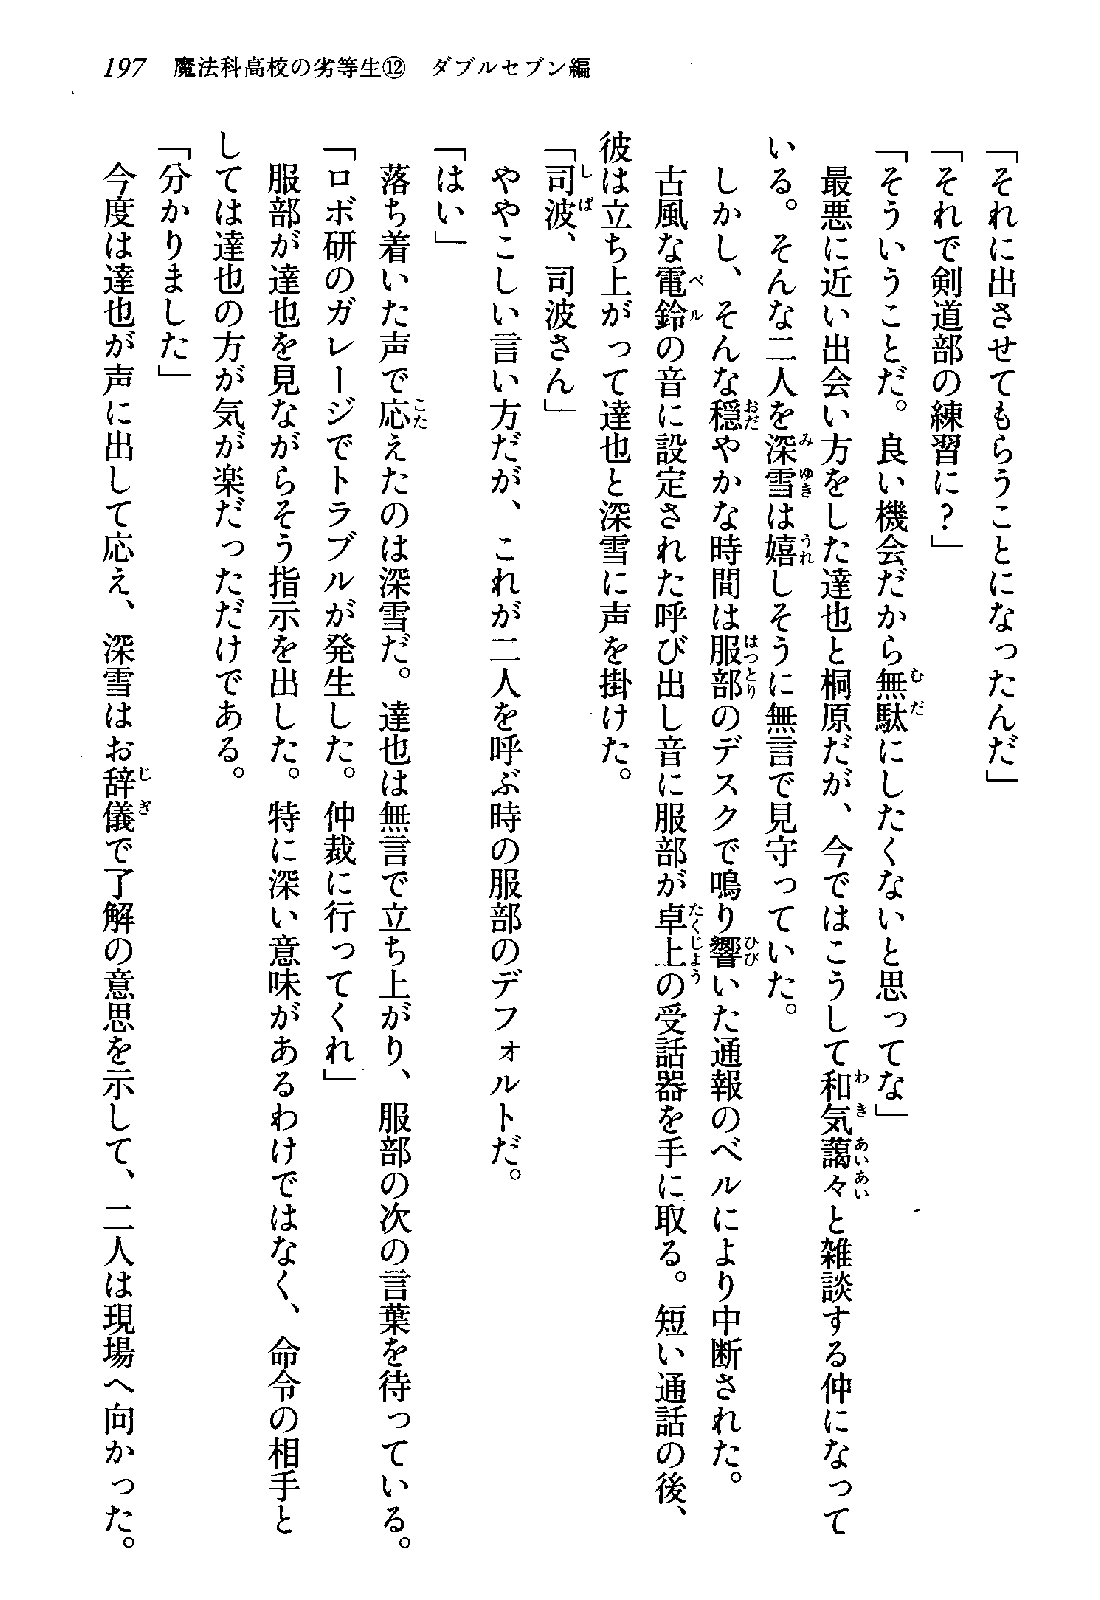 197 魔法科高校の劣等生⑫ ダブルセブン編
「それに出させてもらうことになったんだ」
「それで剣道部の練習に？」
「そういうことだ。良い機会だから無駄にしたくないと思ってな」
最悪に近い出会い方をした達也と桐原だが、今ではこうして和気藹々と雑談する仲になって
いる。そんな二人を深雪は嬉しそうに無言で見守っていた。
しかし、そんな穏やかな時間は服部のデスクで鳴り響いた通報のベルにより中断された。
古風な電鈴の音に設定された呼び出し音に服部が卓上の受話器を手に取る。短い通話の後、
彼は立ち上がって達也と深雪に声を掛けた。
「司波、司波さん」
ややこしい言い方だが、これが二人を呼ぶ時の服部のデフォルトだ。
「はい」
落ち着いた声で応えたのは深雪だ。達也は無言で立ち上がり、服部の次の言葉を待っている。
「ロボ研のガレージでトラブルが発生した。仲裁に行ってくれ」
服部が達也を見ながらそう指示を出した。特に深い意味があるわけではなく、命令の相手と
しては達也の方が気が楽だっただけである。
「分かりました」
今度は達也が声に出して応え、深雪はお辞儀で了解の意思を示して、二人は現場へ向かった。